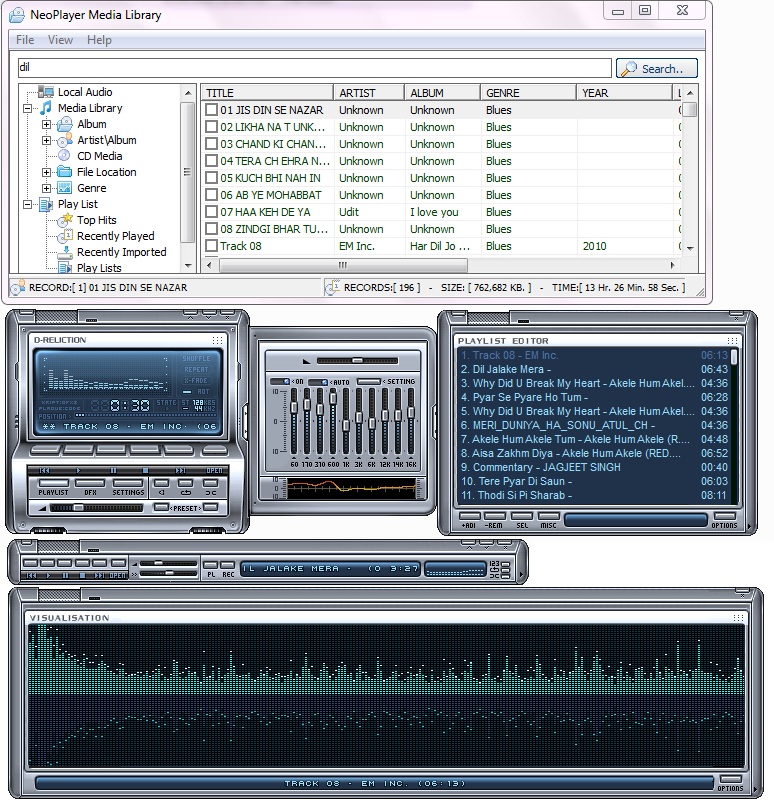 NeoPlayer Media Library
File View Help
dil
Search..
Local Audio
Media Library
Album
Artist\Album
CD Media
File Location
Genre
Play List
Top Hits
Recently Played
Recently Imported
Play Lists
TITLE ARTIST ALBUM GENRE YEAR L
01 JIS DIN SE NAZAR Unknown Unknown Blues
02 LIKHA NA T UNK... Unknown Unknown Blues
03 CHAND KI CHAN... Unknown Unknown Blues
04 TERA CH EHRA N... Unknown Unknown Blues
05 KUCH BHI NAH IN Unknown Unknown Blues
06 AB YE MOHABBAT Unknown Unknown Blues
07 HAA KEH DE YA Udit I love you Blues
08 ZINDGI BHAR TU... Unknown Unknown Blues
Track 08 EM Inc. Har Dil Jo ... Blues 2010
RECORD:[ 1] 01 JIS DIN SE NAZAR
RECORDS:[ 196 ] - SIZE: [ 762,682 KB. ] - TIME:[ 13 Hr. 26 Min. 58 Sec. ]
D-RELICTION
SHUFFLE
REPEAT
X-FADE
AOT
0:30
STATE ST 128KBS
44KHZ
POSITION
** TRACK 08 - EM INC. (06
OPEN
PLAYLIST DFX SETTINGS
<PRESET>
<ON <AUTO <SETTING
10
0
10
60 170 310 600 1K 3K 6K 12K 14K 16K
PLAYLIST EDITOR
1. Track 08 - EM Inc. 06:13
2. Dil Jalake Mera - 06:43
3. Why Did U Break My Heart - Akele Hum Akel.... 04:36
4. Pyar Se Pyare Ho Tum - 06:28
5. Why Did U Break My Heart - Akele Hum Akel.... 04:36
6. MERI_DUNIYA_HA_SONU_ATUL_CH - 04:36
7. Akele Hum Akele Tum - Akele Hum Akele (R.... 04:48
8. Aisa Zakhm Diya - Akele Hum Akele (RED.... 06:52
9. Commentary - JAGJEET SINGH 00:40
10. Tere Pyar Di Saun - 06:03
11. Thodi Si Pi Sharab - 08:11
+ADD -REM SEL MISC OPTIONS
OPEN
PL REC
IL JALAKE MERA - (0 3:27
VISUALISATION
TRACK 08 - EM INC. (06:13)
OPTIONS